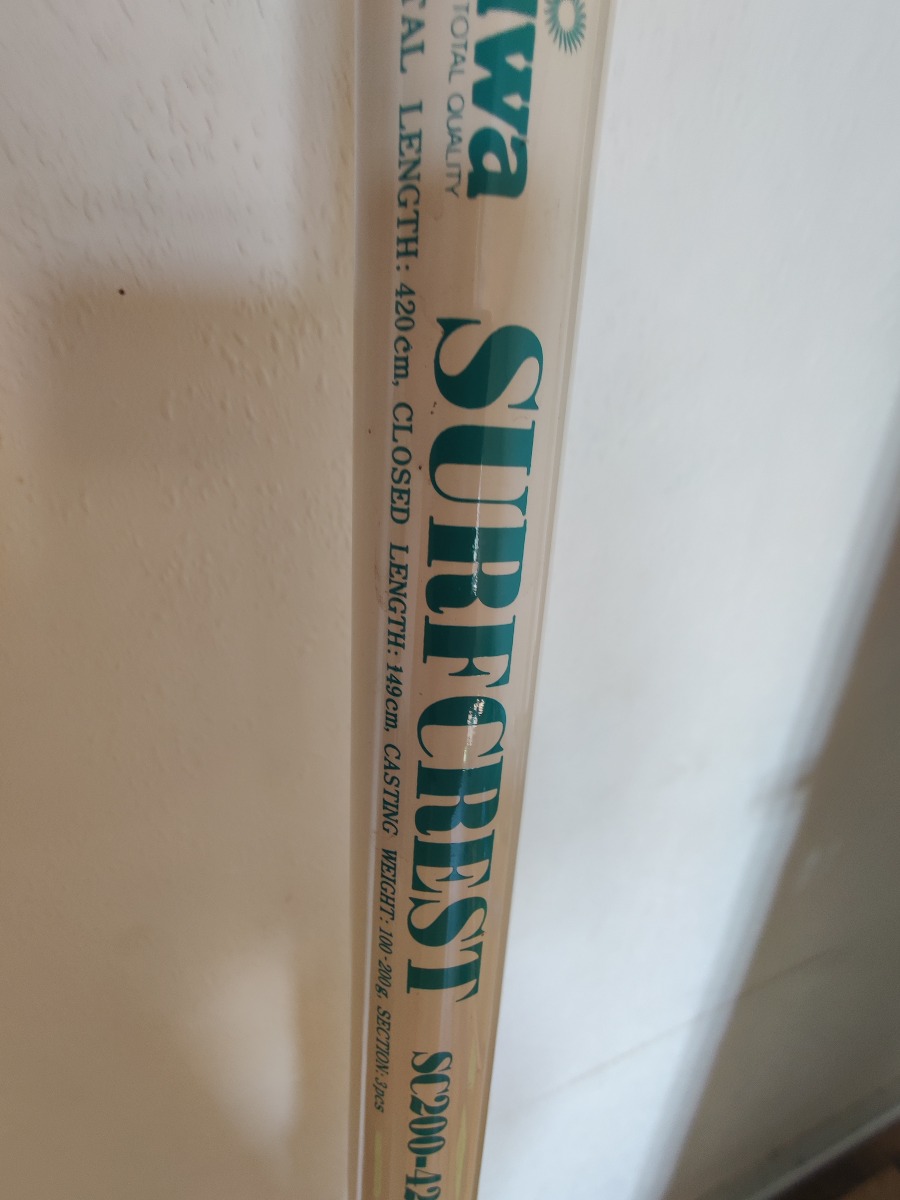 iwa
TOTAL QUALITY
SURFCREST SC200-42
TAL LENGTH: 420cm, CLOSED LENGTH: 149cm, CASTING WEIGHT: 100-200g, SECTION: 3pcs